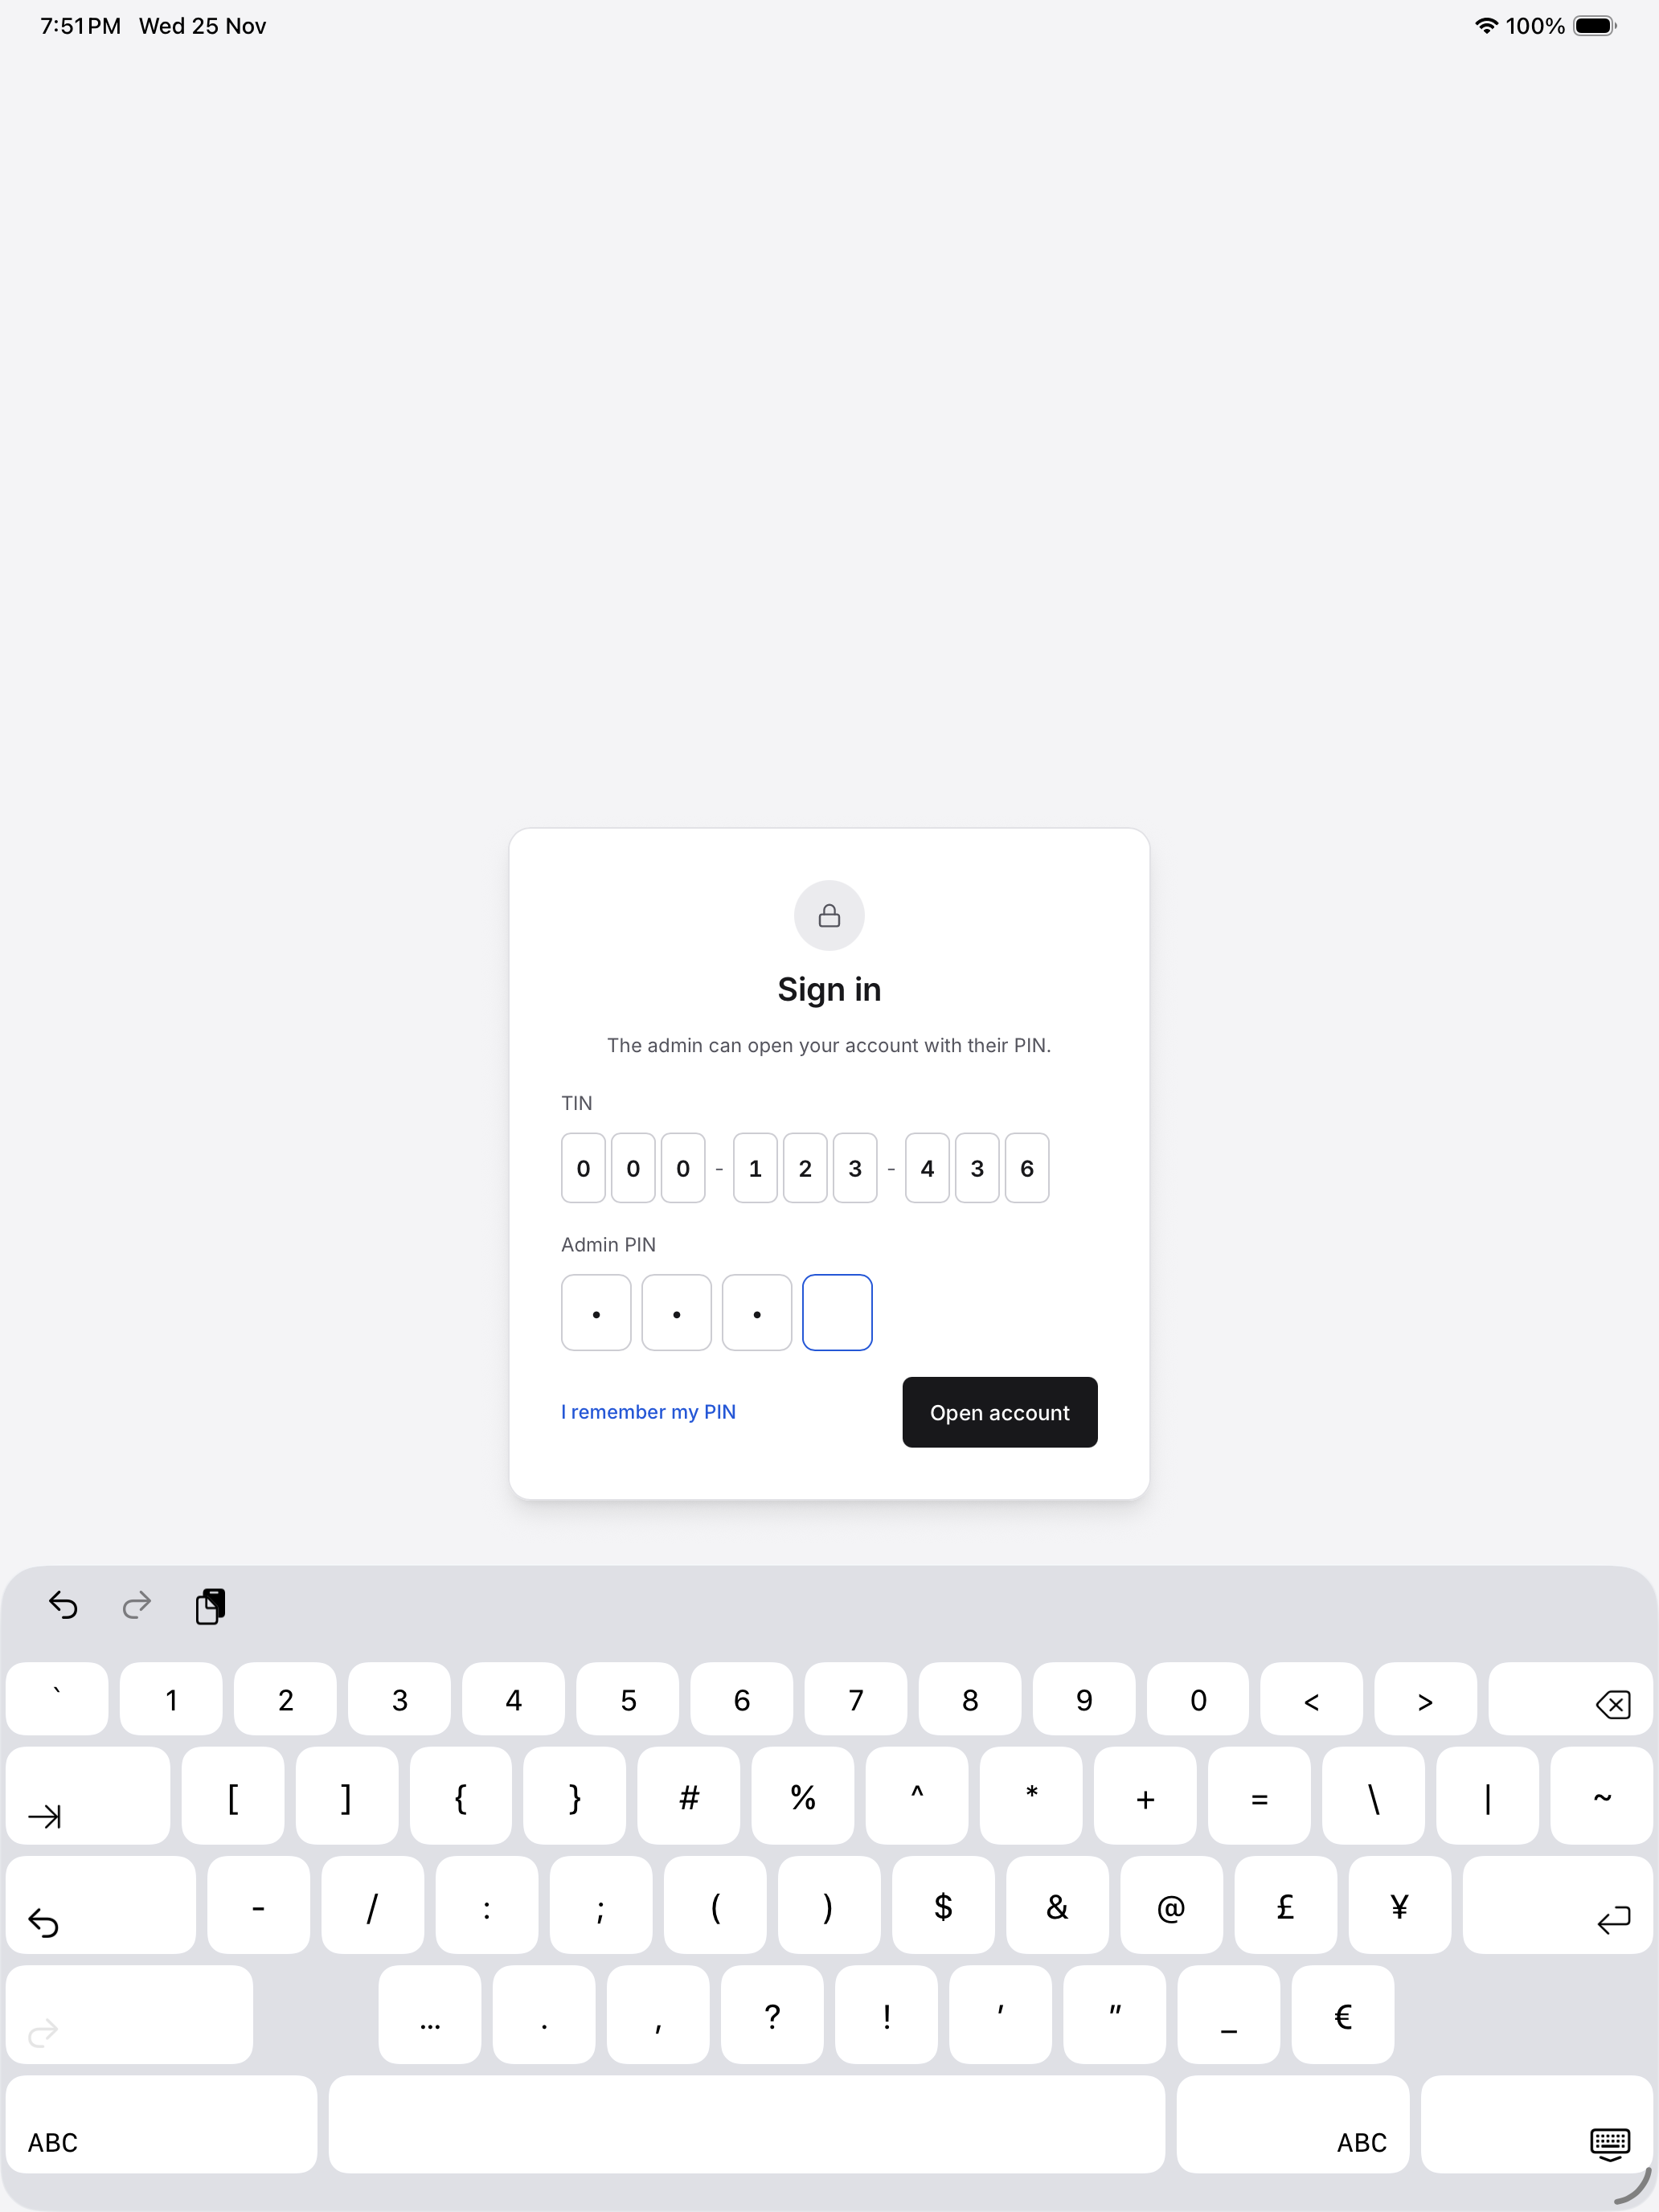 7:51 PM Wed 25 Nov
100%
Sign in
The admin can open your account with their PIN.
TIN
0 0 0 - 1 2 3 - 4 3 6
Admin PIN
• • •
I remember my PIN
Open account
` 1 2 3 4 5 6 7 8 9 0 < >
[ ] { } # % ^ * + = \ | ~
- / : ; ( ) $ & @ £ ¥
... . , ? ! ' " _ €
ABC ABC